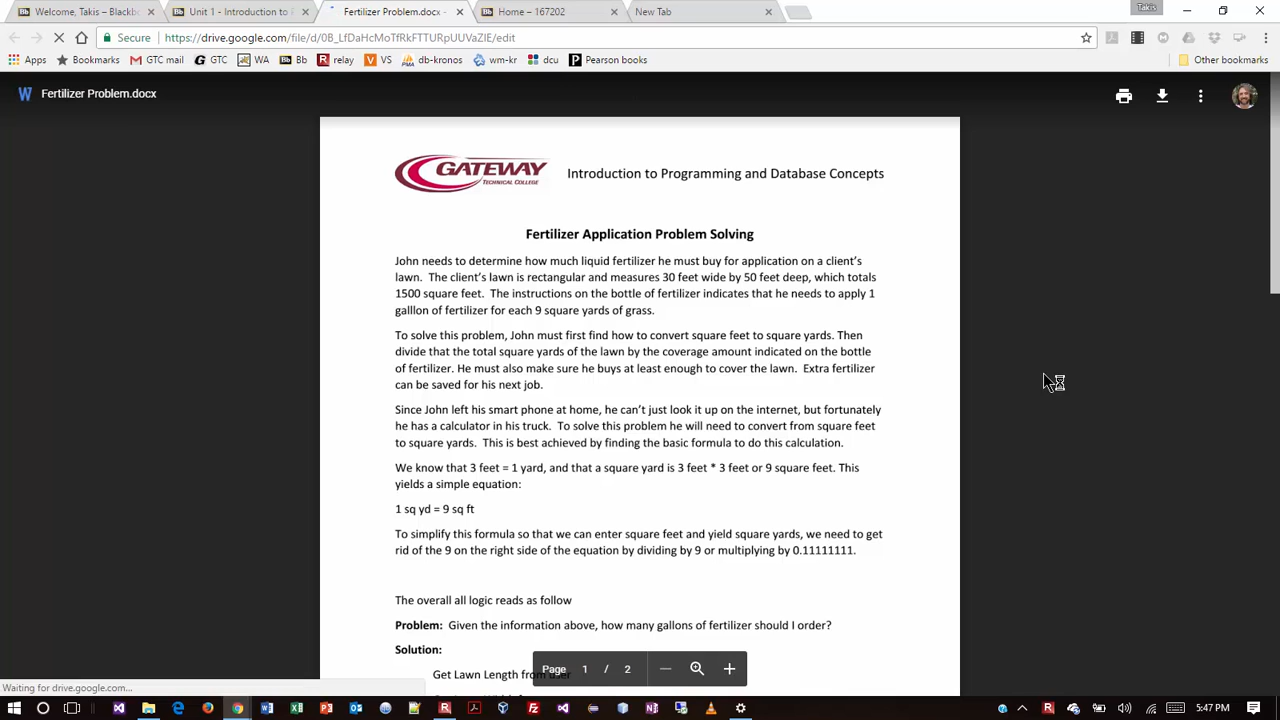 Welcome, Takis – Blackbo
Unit 1 - Introduction to P
Fertilizer Problem.docx -
Home – 167202
New Tab
Takis
Secure
https://drive.google.com/file/d/0B_LfDaHcMoTfRkFTTURpUUVaZlE/edit
Apps
Bookmarks
GTC mail
GTC
WA
Bb
relay
VS
db-kronos
wm-kr
dcu
Pearson books
Other bookmarks
Fertilizer Problem.docx
GATEWAY
TECHNICAL COLLEGE
Introduction to Programming and Database Concepts
Fertilizer Application Problem Solving
John needs to determine how much liquid fertilizer he must buy for application on a client's
lawn. The client's lawn is rectangular and measures 30 feet wide by 50 feet deep, which totals
1500 square feet. The instructions on the bottle of fertilizer indicates that he needs to apply 1
galllon of fertilizer for each 9 square yards of grass.
To solve this problem, John must first find how to convert square feet to square yards. Then
divide that the total square yards of the lawn by the coverage amount indicated on the bottle
of fertilizer. He must also make sure he buys at least enough to cover the lawn. Extra fertilizer
can be saved for his next job.
Since John left his smart phone at home, he can't just look it up on the internet, but fortunately
he has a calculator in his truck. To solve this problem he will need to convert from square feet
to square yards. This is best achieved by finding the basic formula to do this calculation.
We know that 3 feet = 1 yard, and that a square yard is 3 feet * 3 feet or 9 square feet. This
yields a simple equation:
1 sq yd = 9 sq ft
To simplify this formula so that we can enter square feet and yield square yards, we need to get
rid of the 9 on the right side of the equation by dividing by 9 or multiplying by 0.11111111.
The overall all logic reads as follow
Problem: Given the information above, how many gallons of fertilizer should I order?
Solution:
Get Lawn Length from user
Page 1 / 2
Waiting for drive.google.com...
5:47 PM